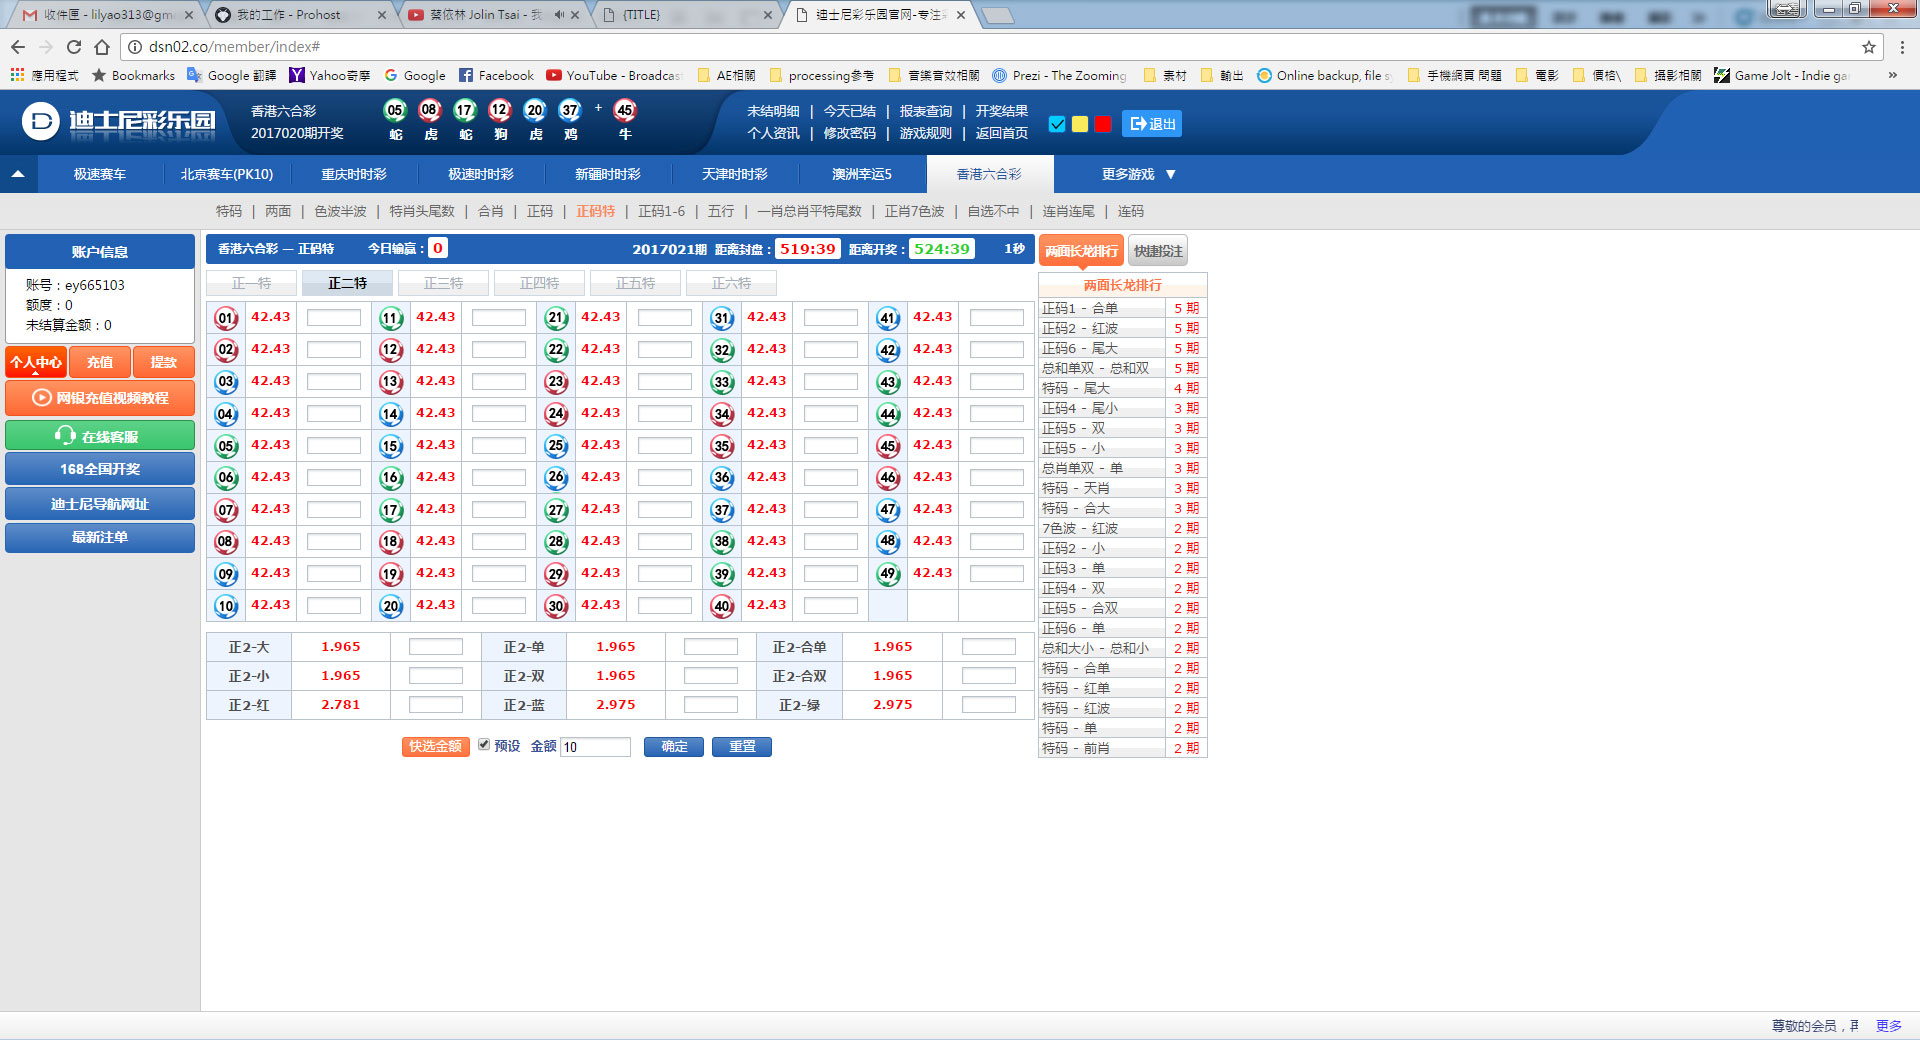 收件匣 - lilyao313@gm
我的工作 - Prohost
蔡依林 Jolin Tsai - 我
{TITLE}
迪士尼彩乐园官网-专注
dsn02.co/member/index#
應用程式 Bookmarks Google 翻譯 Yahoo奇摩 Google Facebook YouTube - Broadcas AE相關 processing參考 音樂音效相關 Prezi - The Zooming 素材 輸出 Online backup, file s 手機網頁 問題 電影 價格\ 攝影相關 Game Jolt - Indie ga »
迪士尼彩乐园
香港六合彩
2017020期开奖
05 08 17 12 20 37 + 45
蛇 虎 蛇 狗 虎 鸡 牛
未结明细 | 今天已结 | 报表查询 | 开奖结果
个人资讯 | 修改密码 | 游戏规则 | 返回首页
退出
极速赛车 北京赛车(PK10) 重庆时时彩 极速时时彩 新疆时时彩 天津时时彩 澳洲幸运5 香港六合彩 更多游戏 ▼
特码 | 两面 | 色波半波 | 特肖头尾数 | 合肖 | 正码 | 正码特 | 正码1-6 | 五行 | 一肖总肖平特尾数 | 正肖7色波 | 自选不中 | 连肖连尾 | 连码
账户信息
账号：ey665103
额度：0
未结算金额：0
个人中心 充值 提款
网银充值视频教程
在线客服
168全国开奖
迪士尼导航网址
最新注单
香港六合彩 — 正码特 今日输赢：0 2017021期 距离封盘：519:39 距离开奖：524:39 1秒
正一特 正二特 正三特 正四特 正五特 正六特
01 42.43 11 42.43 21 42.43 31 42.43 41 42.43
02 42.43 12 42.43 22 42.43 32 42.43 42 42.43
03 42.43 13 42.43 23 42.43 33 42.43 43 42.43
04 42.43 14 42.43 24 42.43 34 42.43 44 42.43
05 42.43 15 42.43 25 42.43 35 42.43 45 42.43
06 42.43 16 42.43 26 42.43 36 42.43 46 42.43
07 42.43 17 42.43 27 42.43 37 42.43 47 42.43
08 42.43 18 42.43 28 42.43 38 42.43 48 42.43
09 42.43 19 42.43 29 42.43 39 42.43 49 42.43
10 42.43 20 42.43 30 42.43 40 42.43
正2-大 1.965 正2-单 1.965 正2-合单 1.965
正2-小 1.965 正2-双 1.965 正2-合双 1.965
正2-红 2.781 正2-蓝 2.975 正2-绿 2.975
快选金额 预设 金额 10 确定 重置
两面长龙排行 快捷投注
两面长龙排行
正码1 - 合单 5 期
正码2 - 红波 5 期
正码6 - 尾大 5 期
总和单双 - 总和双 5 期
特码 - 尾大 4 期
正码4 - 尾小 3 期
正码5 - 双 3 期
正码5 - 小 3 期
总肖单双 - 单 3 期
特码 - 天肖 3 期
特码 - 合大 3 期
7色波 - 红波 2 期
正码2 - 小 2 期
正码3 - 单 2 期
正码4 - 双 2 期
正码5 - 合双 2 期
正码6 - 单 2 期
总和大小 - 总和小 2 期
特码 - 合单 2 期
特码 - 红单 2 期
特码 - 红波 2 期
特码 - 单 2 期
特码 - 前肖 2 期
尊敬的会员， 更多